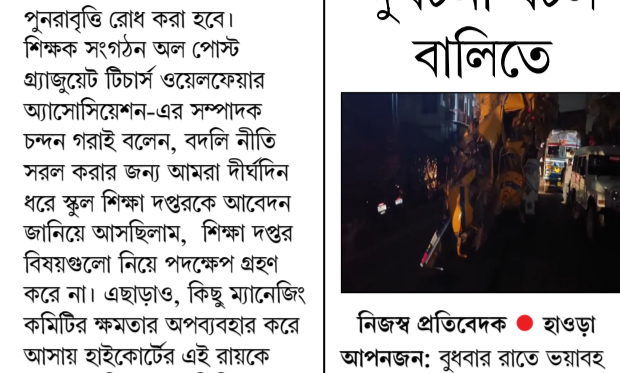 পুনরাবৃত্তি রোধ করা হবে।
শিক্ষক সংগঠন অল পোস্ট
গ্র্যাজুয়েট টিচার্স ওয়েলফেয়ার
অ্যাসোসিয়েশন-এর সম্পাদক
চন্দন গরাই বলেন, বদলি নীতি
সরল করার জন্য আমরা দীর্ঘদিন
ধরে স্কুল শিক্ষা দপ্তরকে আবেদন
জানিয়ে আসছিলাম, শিক্ষা দপ্তর
বিষয়গুলো নিয়ে পদক্ষেপ গ্রহণ
করে না। এছাড়াও, কিছু ম্যানেজিং
কমিটির ক্ষমতার অপব্যবহার করে
আসায় হাইকোর্টের এই রায়কে
বালিতে
নিজস্ব প্রতিবেদক ● হাওড়া
আপনজন: বুধবার রাতে ভয়াবহ